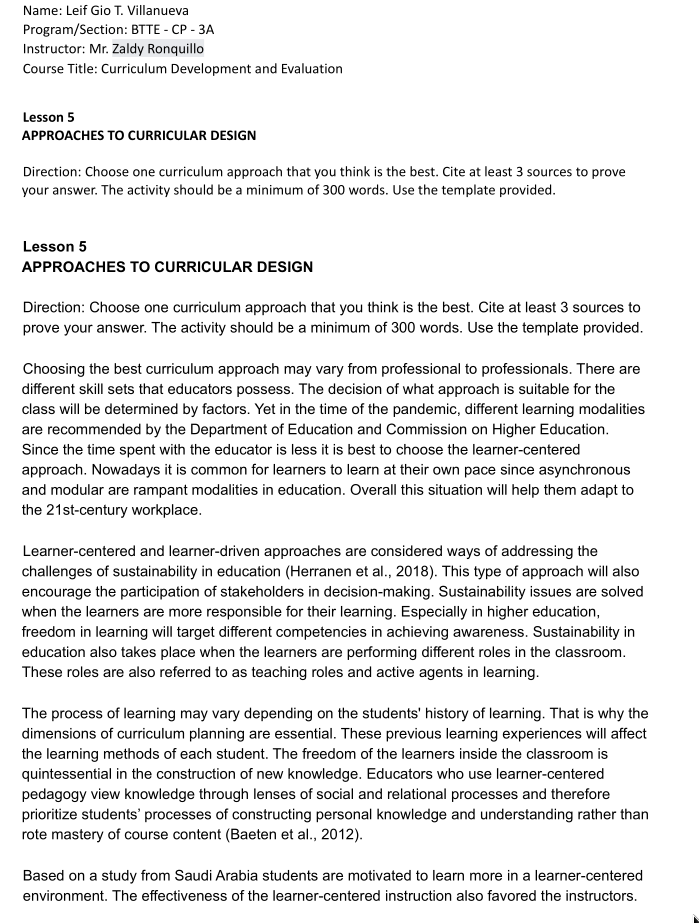 Name: Leif Gio T. Villanueva
Program/Section: BTTE - CP - 3A
Instructor: Mr. Zaldy Ronquillo
Course Title: Curriculum Development and Evaluation
Lesson 5
APPROACHES TO CURRICULAR DESIGN
Direction: Choose one curriculum approach that you think is the best. Cite at least 3 sources to prove
your answer. The activity should be a minimum of 300 words. Use the template provided.
Lesson 5
APPROACHES TO CURRICULAR DESIGN
Direction: Choose one curriculum approach that you think is the best. Cite at least 3 sources to
prove your answer. The activity should be a minimum of 300 words. Use the template provided.
Choosing the best curriculum approach may vary from professional to professionals. There are
different skill sets that educators possess. The decision of what approach is suitable for the
class will be determined by factors. Yet in the time of the pandemic, different learning modalities
are recommended by the Department of Education and Commission on Higher Education.
Since the time spent with the educator is less it is best to choose the learner-centered
approach. Nowadays it is common for learners to learn at their own pace since asynchronous
and modular are rampant modalities in education. Overall this situation will help them adapt to
the 21st-century workplace.
Learner-centered and learner-driven approaches are considered ways of addressing the
challenges of sustainability in education (Herranen et al., 2018). This type of approach will also
encourage the participation of stakeholders in decision-making. Sustainability issues are solved
when the learners are more responsible for their learning. Especially in higher education,
freedom in learning will target different competencies in achieving awareness. Sustainability in
education also takes place when the learners are performing different roles in the classroom.
These roles are also referred to as teaching roles and active agents in learning.
The process of learning may vary depending on the students' history of learning. That is why the
dimensions of curriculum planning are essential. These previous learning experiences will affect
the learning methods of each student. The freedom of the learners inside the classroom is
quintessential in the construction of new knowledge. Educators who use learner-centered
pedagogy view knowledge through lenses of social and relational processes and therefore
prioritize students’ processes of constructing personal knowledge and understanding rather than
rote mastery of course content (Baeten et al., 2012).
Based on a study from Saudi Arabia students are motivated to learn more in a learner-centered
environment. The effectiveness of the learner-centered instruction also favored the instructors.